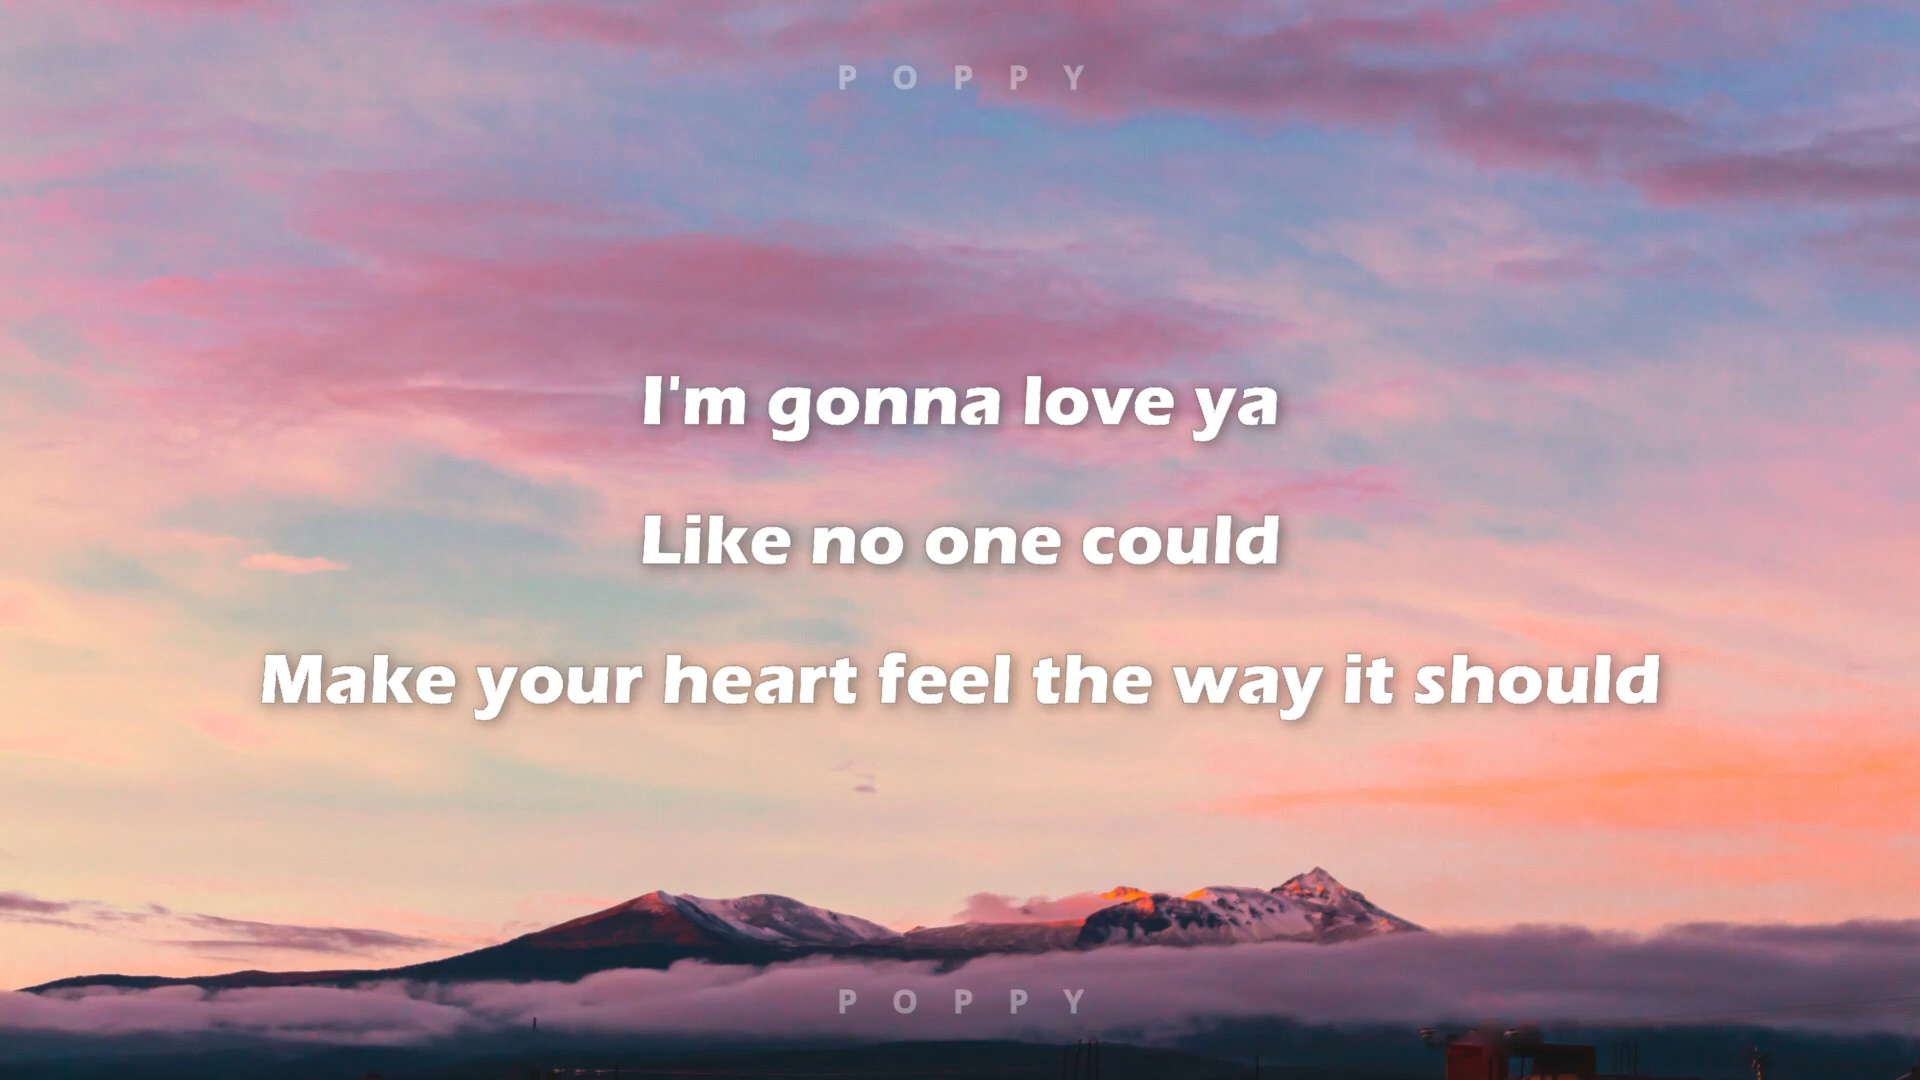 P O P P Y
I'm gonna love ya
Like no one could
Make your heart feel the way it should
P O P P Y